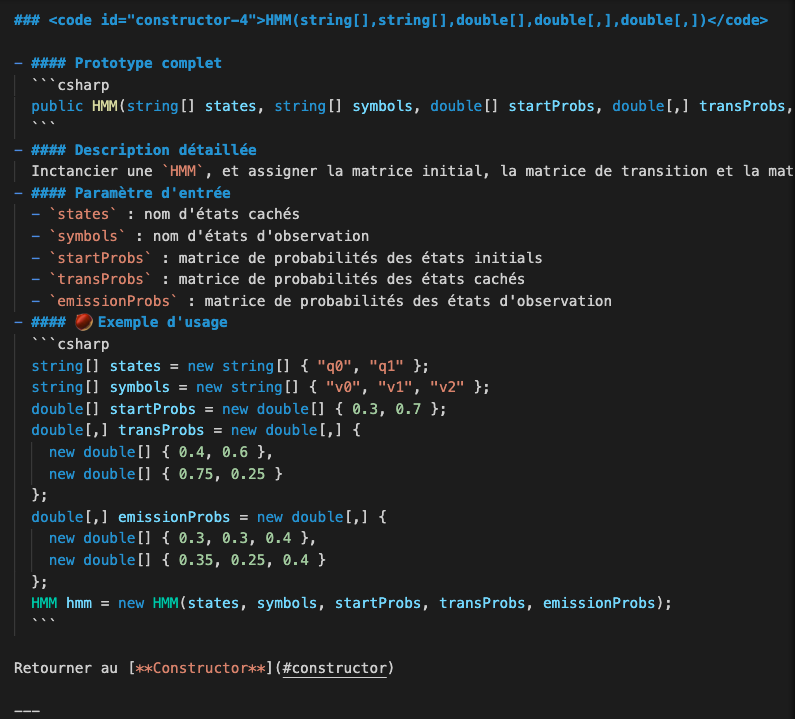 ### <code id="constructor-4">HMM(string[],string[],double[],double[,],double[,])</code>
- #### Prototype complet
```csharp
public HMM(string[] states, string[] symbols, double[] startProbs, double[,] transProbs,
```
- #### Description détaillée
Inctancier une `HMM`, et assigner la matrice initial, la matrice de transition et la mat
- #### Paramètre d'entrée
- `states` : nom d'états cachés
- `symbols` : nom d'états d'observation
- `startProbs` : matrice de probabilités des états initials
- `transProbs` : matrice de probabilités des états cachés
- `emissionProbs` : matrice de probabilités des états d'observation
- #### Exemple d'usage
```csharp
string[] states = new string[] { "q0", "q1" };
string[] symbols = new string[] { "v0", "v1", "v2" };
double[] startProbs = new double[] { 0.3, 0.7 };
double[,] transProbs = new double[,] {
new double[] { 0.4, 0.6 },
new double[] { 0.75, 0.25 }
};
double[,] emissionProbs = new double[,] {
new double[] { 0.3, 0.3, 0.4 },
new double[] { 0.35, 0.25, 0.4 }
};
HMM hmm = new HMM(states, symbols, startProbs, transProbs, emissionProbs);
```
Retourner au [**Constructor**](#constructor)
---